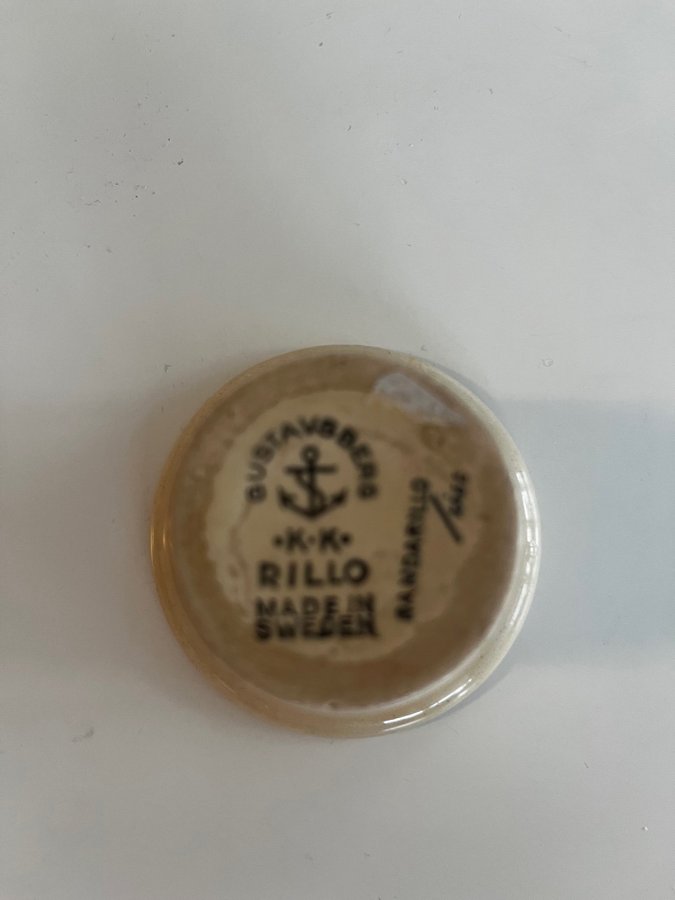 GUSTAVSBERG
•K•K•
RILLO
MADE IN
SWEDEN
BANDARILLO